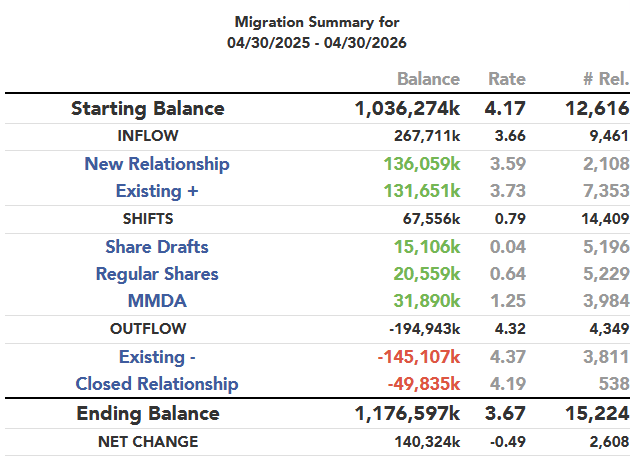 Migration Summary for
04/30/2025 - 04/30/2026
Balance Rate # Rel.
Starting Balance 1,036,274k 4.17 12,616
INFLOW 267,711k 3.66 9,461
New Relationship 136,059k 3.59 2,108
Existing + 131,651k 3.73 7,353
SHIFTS 67,556k 0.79 14,409
Share Drafts 15,106k 0.04 5,196
Regular Shares 20,559k 0.64 5,229
MMDA 31,890k 1.25 3,984
OUTFLOW -194,943k 4.32 4,349
Existing - -145,107k 4.37 3,811
Closed Relationship -49,835k 4.19 538
Ending Balance 1,176,597k 3.67 15,224
NET CHANGE 140,324k -0.49 2,608